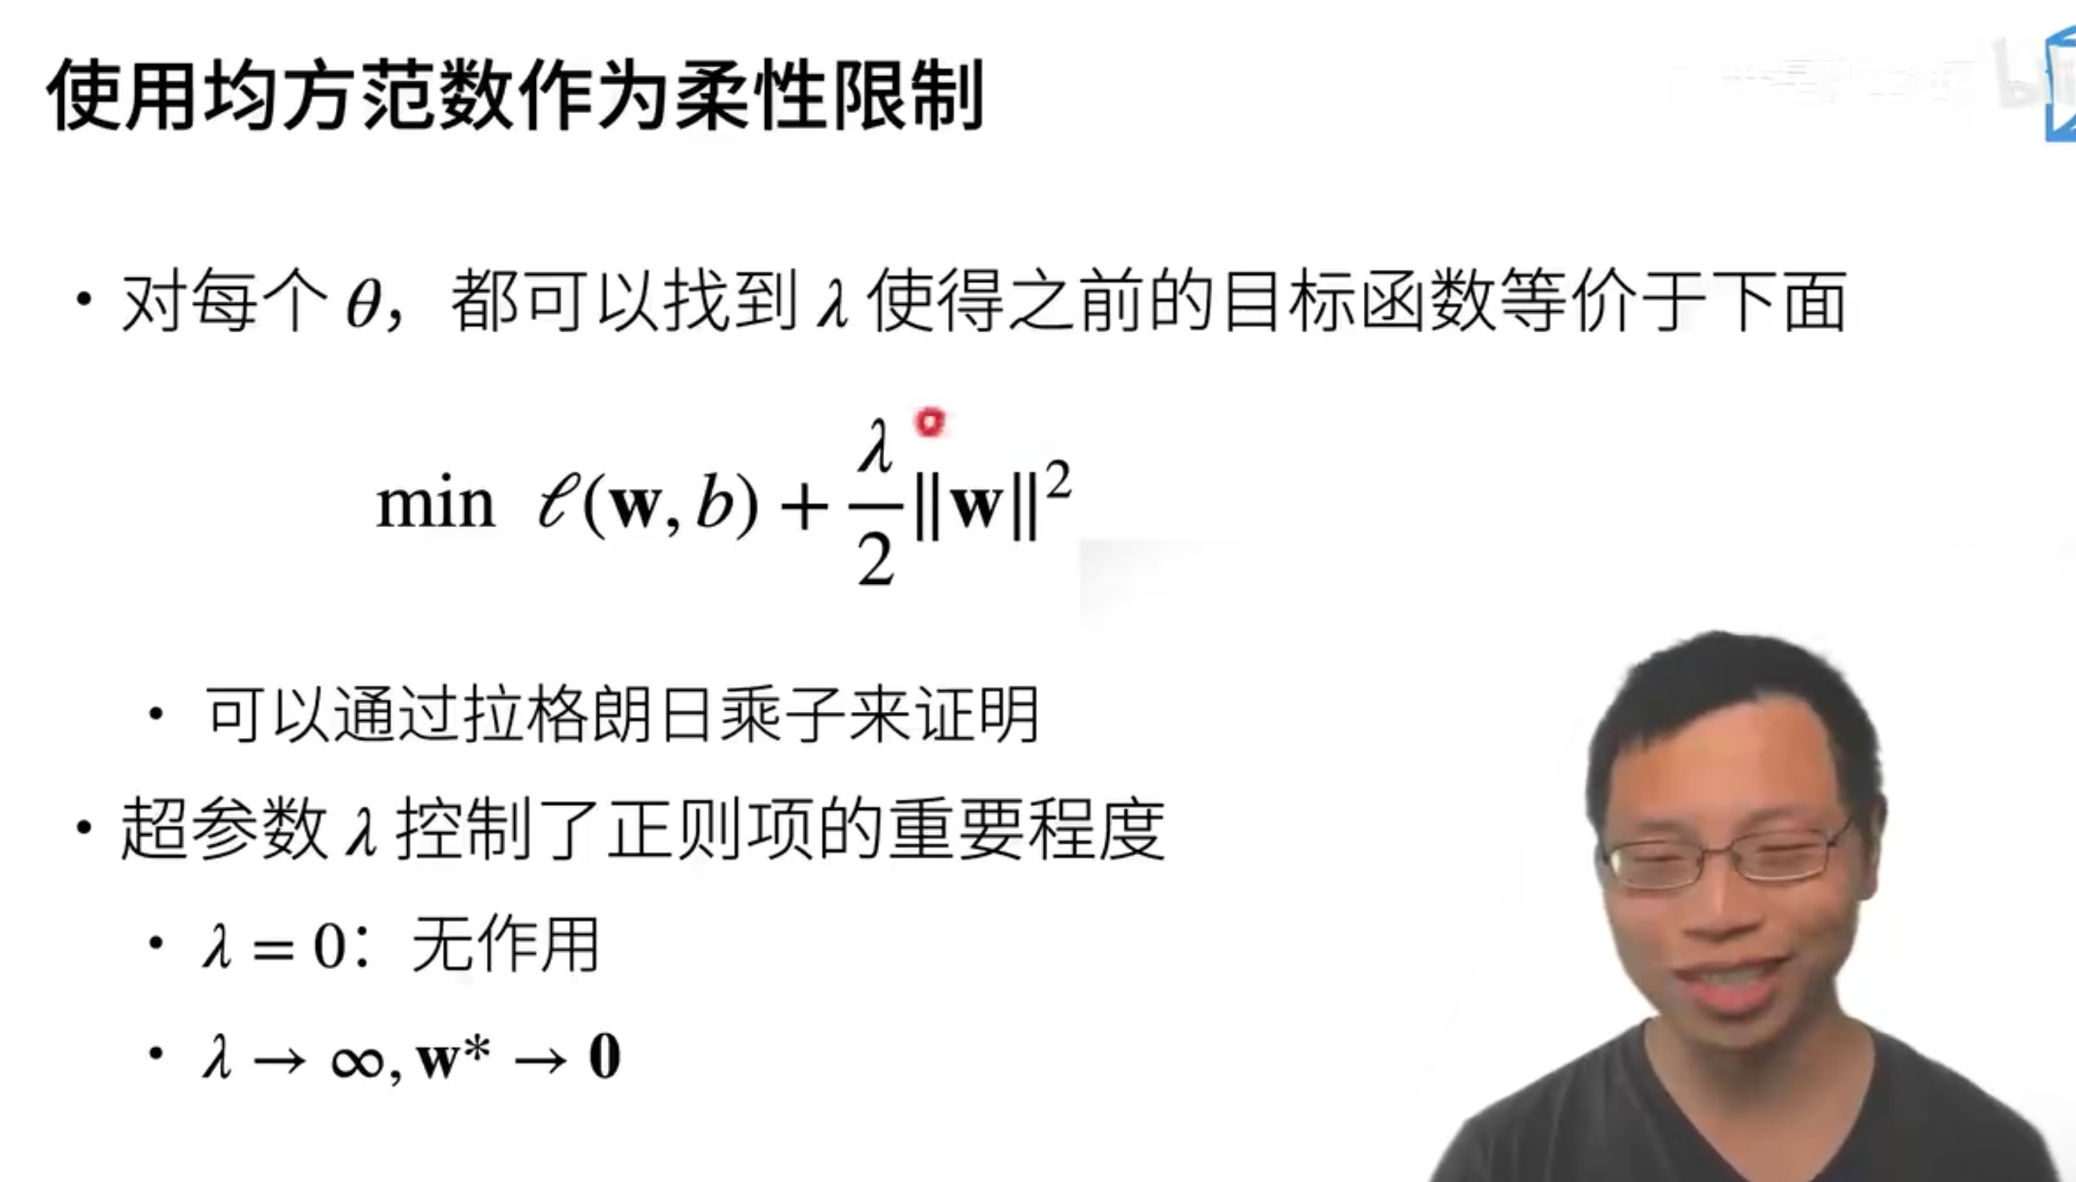 使用均方范数作为柔性限制
• 对每个 θ，都可以找到 λ 使得之前的目标函数等价于下面
min ℓ(w, b) + λ/2 ‖w‖²
• 可以通过拉格朗日乘子来证明
• 超参数 λ 控制了正则项的重要程度
• λ = 0：无作用
• λ → ∞, w* → 0